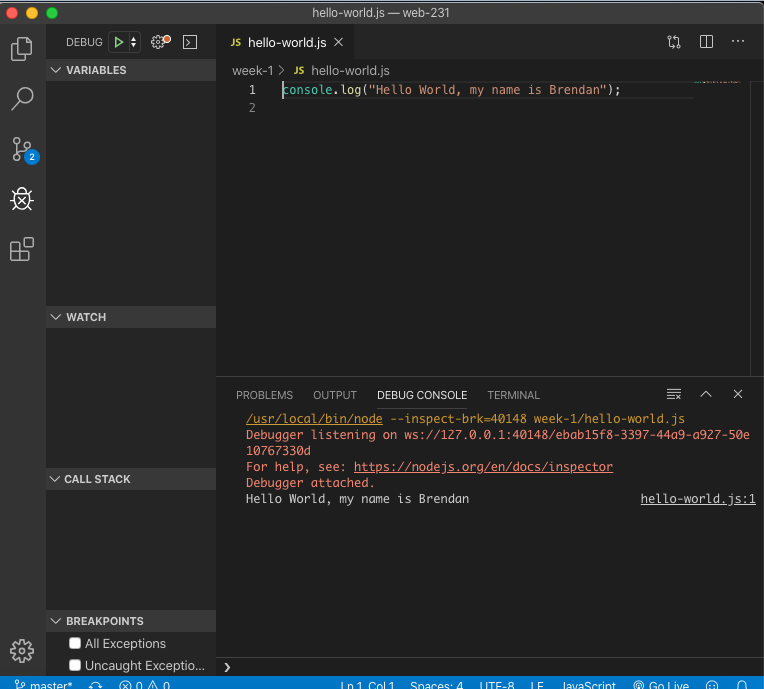 hello-world.js — web-231
DEBUG
JS hello-world.js
VARIABLES
week-1 > JS hello-world.js
1 console.log("Hello World, my name is Brendan");
2
2
WATCH
CALL STACK
BREAKPOINTS
All Exceptions
Uncaught Exceptio...
PROBLEMS OUTPUT DEBUG CONSOLE TERMINAL
/usr/local/bin/node --inspect-brk=40148 week-1/hello-world.js
Debugger listening on ws://127.0.0.1:40148/ebab15f8-3397-44a9-a927-50e
10767330d
For help, see: https://nodejs.org/en/docs/inspector
Debugger attached.
Hello World, my name is Brendan hello-world.js:1
master* 0 0 Ln 1, Col 1 Spaces: 4 UTF-8 LF JavaScript Go Live